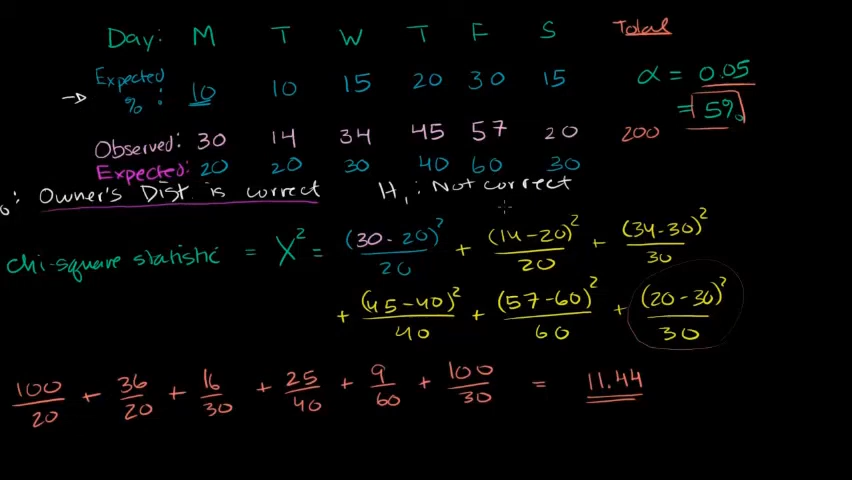 Day: M T W T F S Total
Expected %: 10 10 15 20 30 15
α = 0.05
= 5%
Observed: 30 14 34 45 57 20 200
Expected: 20 20 30 40 60 30
o: Owner's Dist. is correct H₁: Not correct
Chi-square statistic = X² = (30-20)²/20 + (14-20)²/20 + (34-30)²/30
+ (45-40)²/40 + (57-60)²/60 + (20-30)²/30
100/20 + 36/20 + 16/30 + 25/40 + 9/60 + 100/30 = 11.44